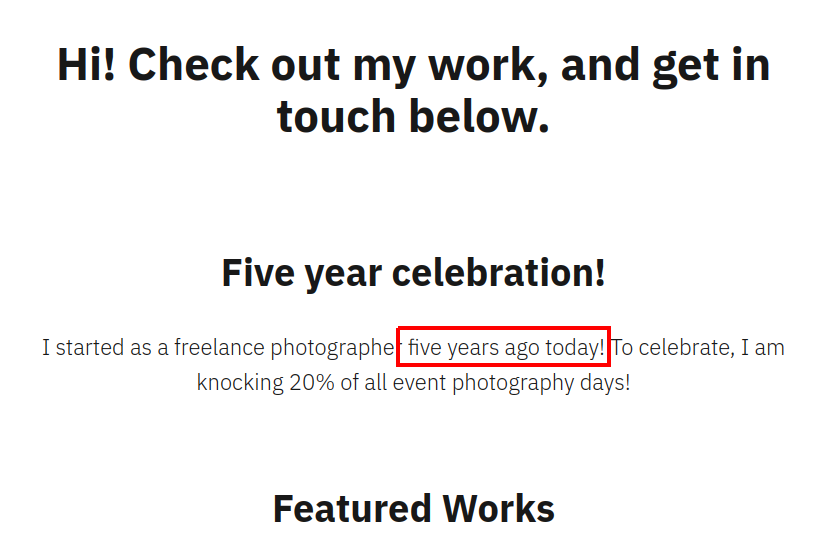 Hi! Check out my work, and get in
touch below.
Five year celebration!
I started as a freelance photographer five years ago today! To celebrate, I am
knocking 20% of all event photography days!
Featured Works